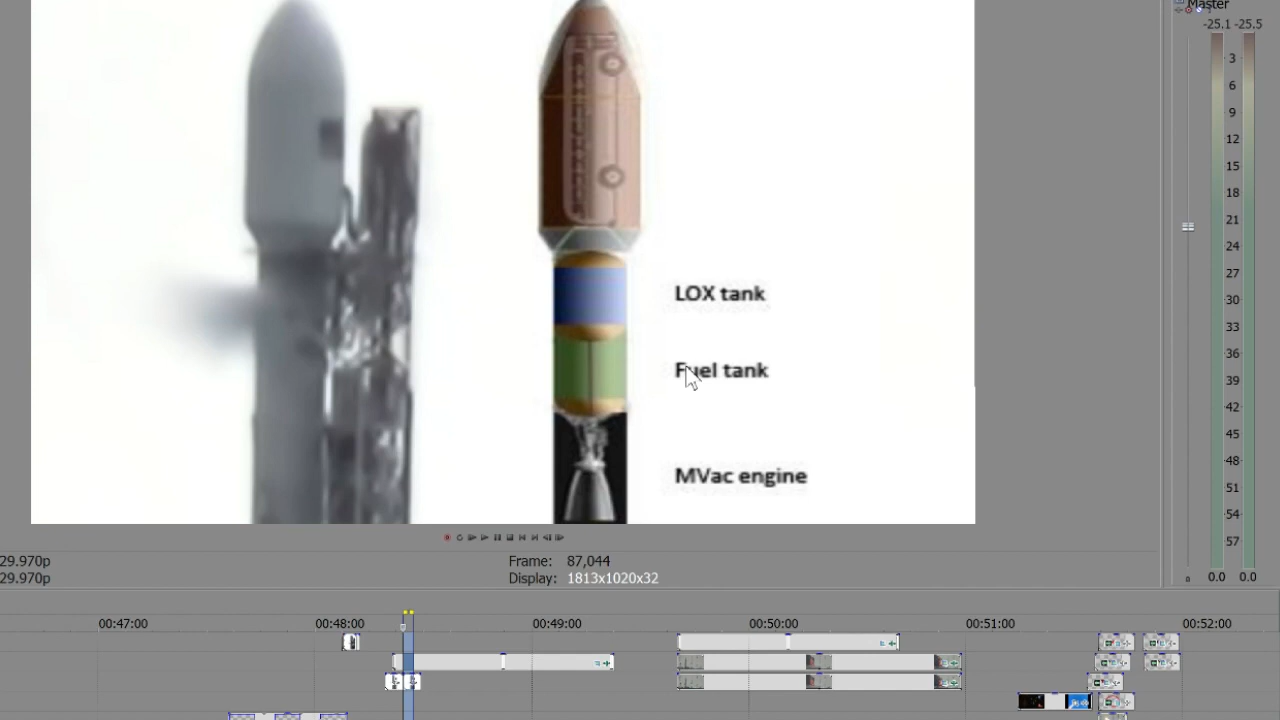 Master
-25.1 -25.5
3
6
9
12
15
18
21
24
27
30
33
36
39
42
45
48
51
54
57
0.0 0.0
LOX tank
Fuel tank
MVac engine
29.970p
29.970p
Frame: 87,044
Display: 1813x1020x32
00:47:00 00:48:00 00:49:00 00:50:00 00:51:00 00:52:00